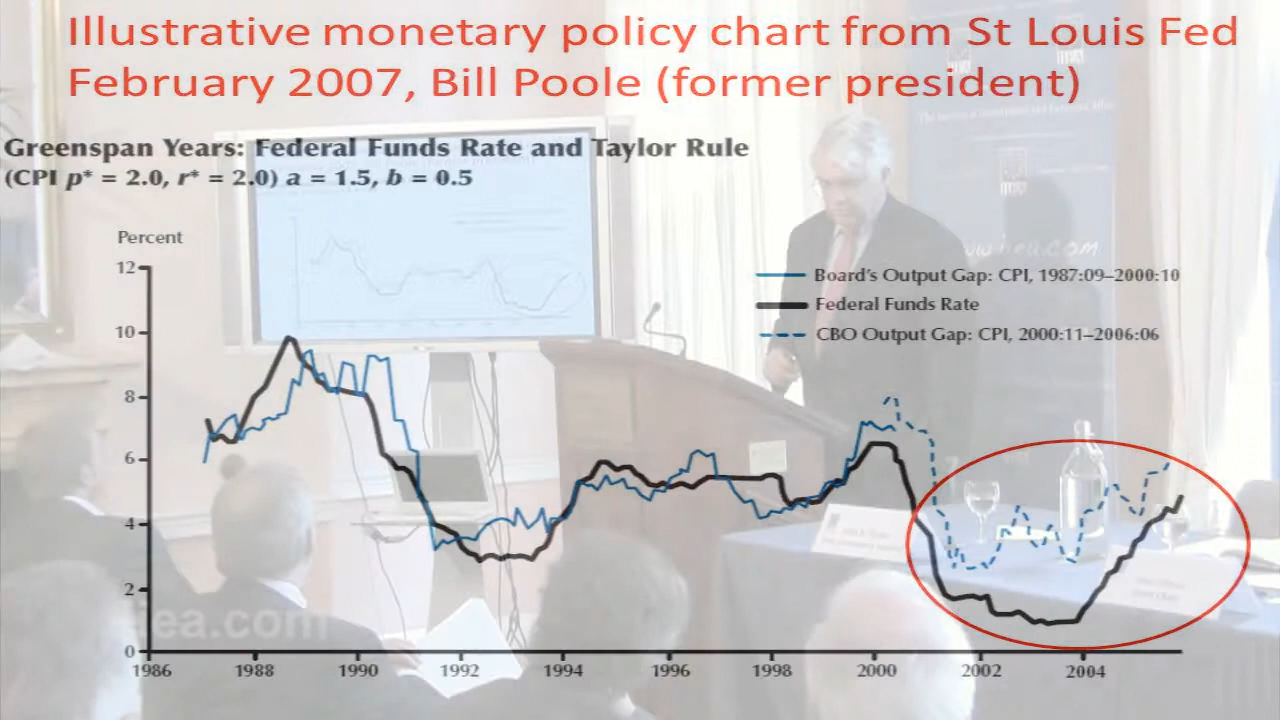 Illustrative monetary policy chart from St Louis Fed
February 2007, Bill Poole (former president)
Greenspan Years: Federal Funds Rate and Taylor Rule
(CPI p* = 2.0, r* = 2.0) a = 1.5, b = 0.5
Percent
Board's Output Gap: CPI, 1987:09–2000:10
Federal Funds Rate
CBO Output Gap: CPI, 2000:11–2006:06
12
10
8
6
4
2
0
1986 1988 1990 1992 1994 1996 1998 2000 2002 2004
iea.com